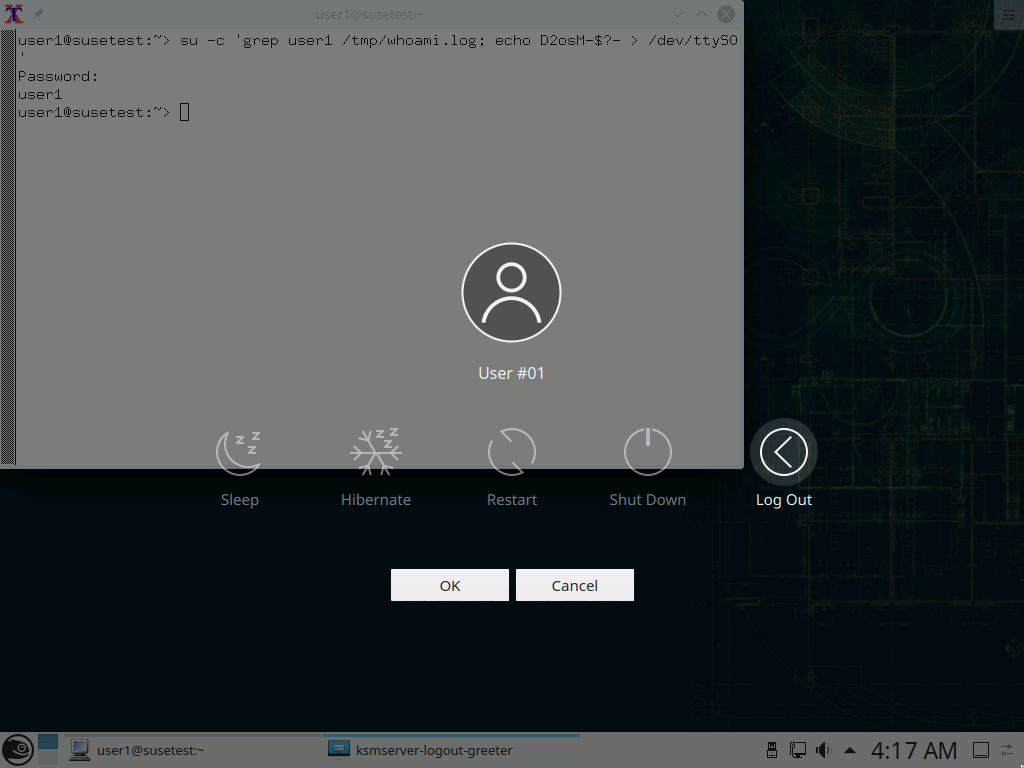 user1@susetest:~
user1@susetest:~> su -c 'grep user1 /tmp/whoami.log; echo D2osM-$?- > /dev/ttyS0
'
Password:
user1
user1@susetest:~>
User #01
Sleep
Hibernate
Restart
Shut Down
Log Out
OK
Cancel
user1@susetest:~
ksmserver-logout-greeter
4:17 AM